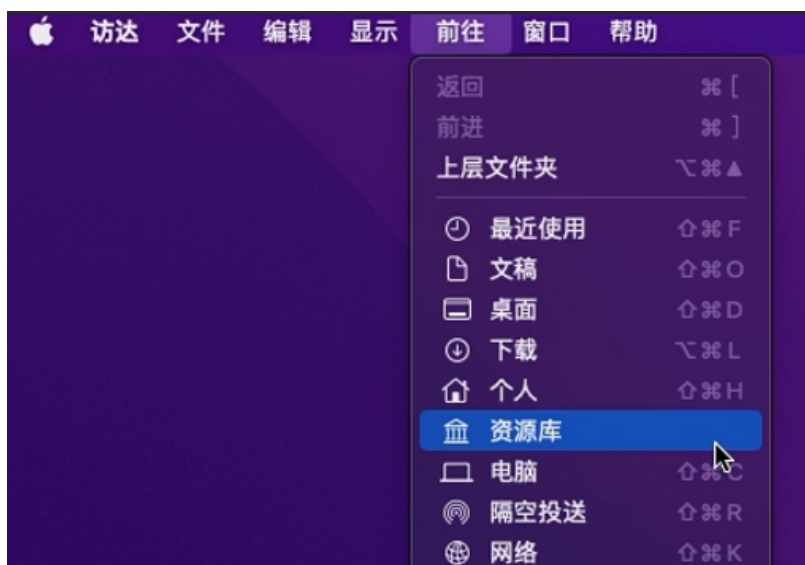 访达 文件 编辑 显示 前往 窗口 帮助
返回 ⌘ [
前进 ⌘ ]
上层文件夹 ⌥⌘▲
最近使用 ⇧⌘F
文稿 ⇧⌘O
桌面 ⇧⌘D
下载 ⌥⌘L
个人 ⇧⌘H
资源库
电脑 ⇧⌘C
隔空投送 ⇧⌘R
网络 ⇧⌘K